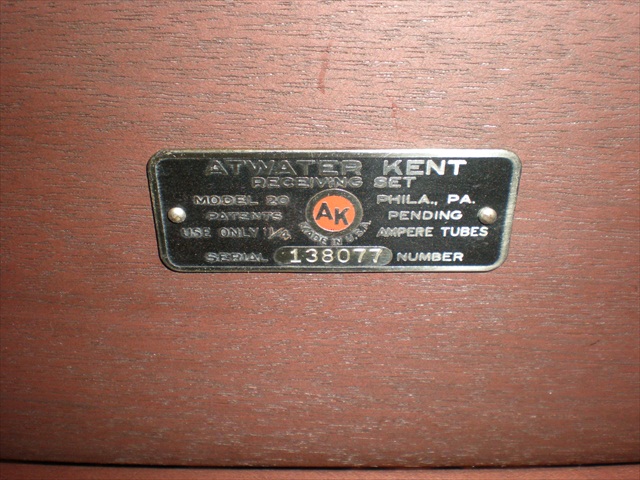 ATWATER KENT
RECEIVING SET
MODEL 20 PHILA., PA.
AK
PATENTS PENDING
MADE IN U.S.A.
USE ONLY 1/4 AMPERE TUBES
SERIAL 138077 NUMBER